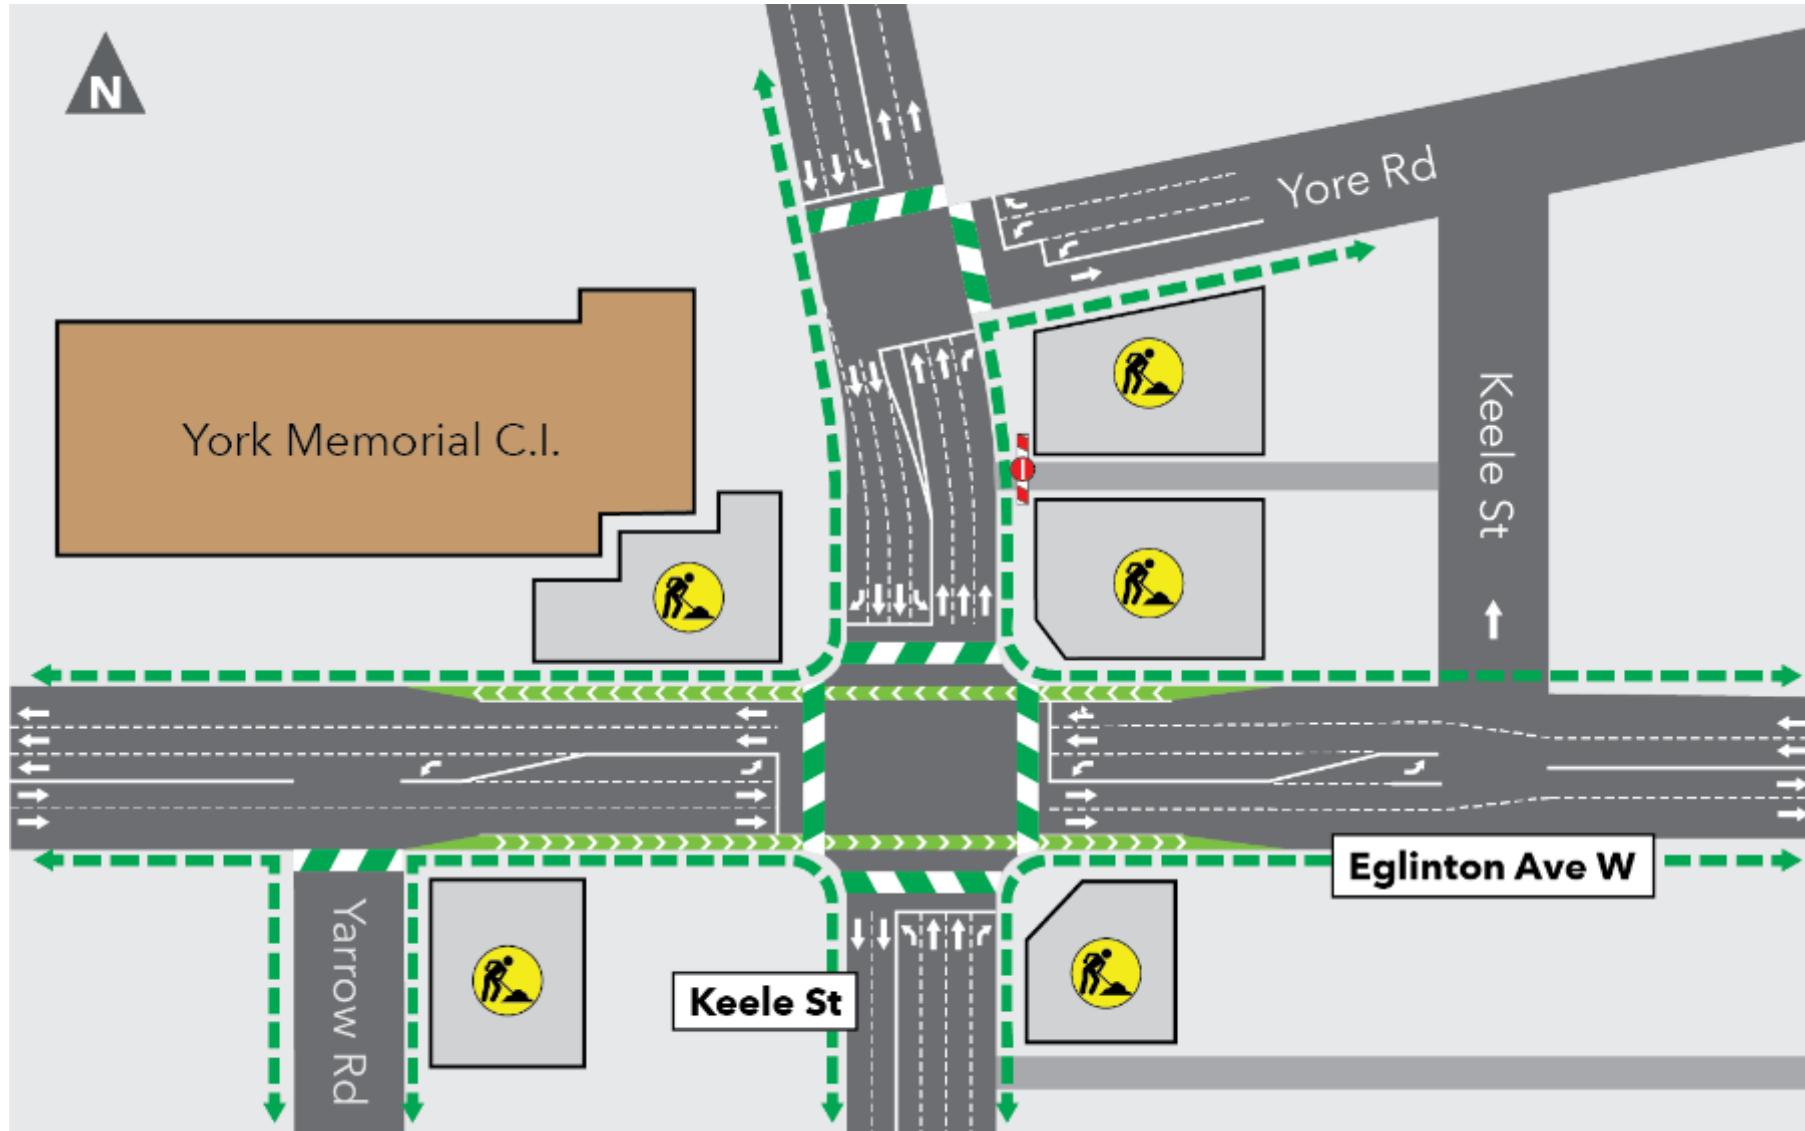 N
Yore Rd
York Memorial C.I.
Keele St
Eglinton Ave W
Yarrow Rd
Keele St